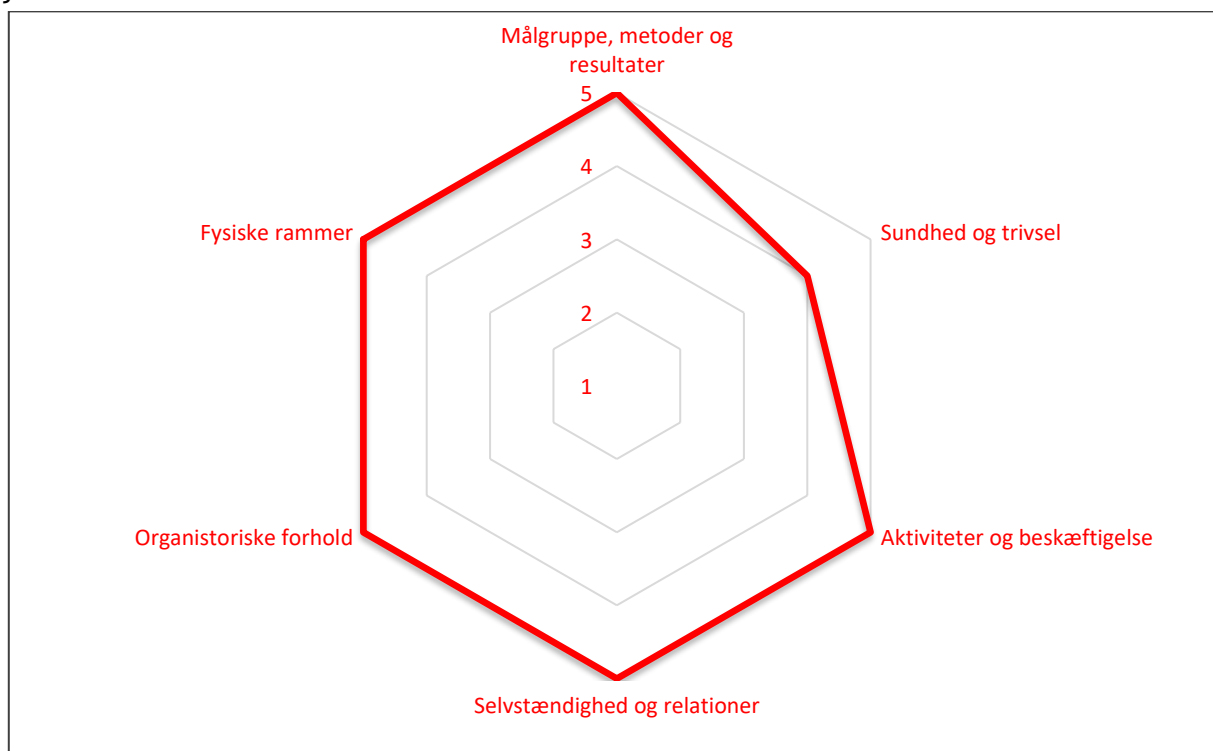 Målgruppe, metoder og
resultater
5
4
Fysiske rammer
3
Sundhed og trivsel
2
1
Organistoriske forhold
Aktiviteter og beskæftigelse
Selvstændighed og relationer